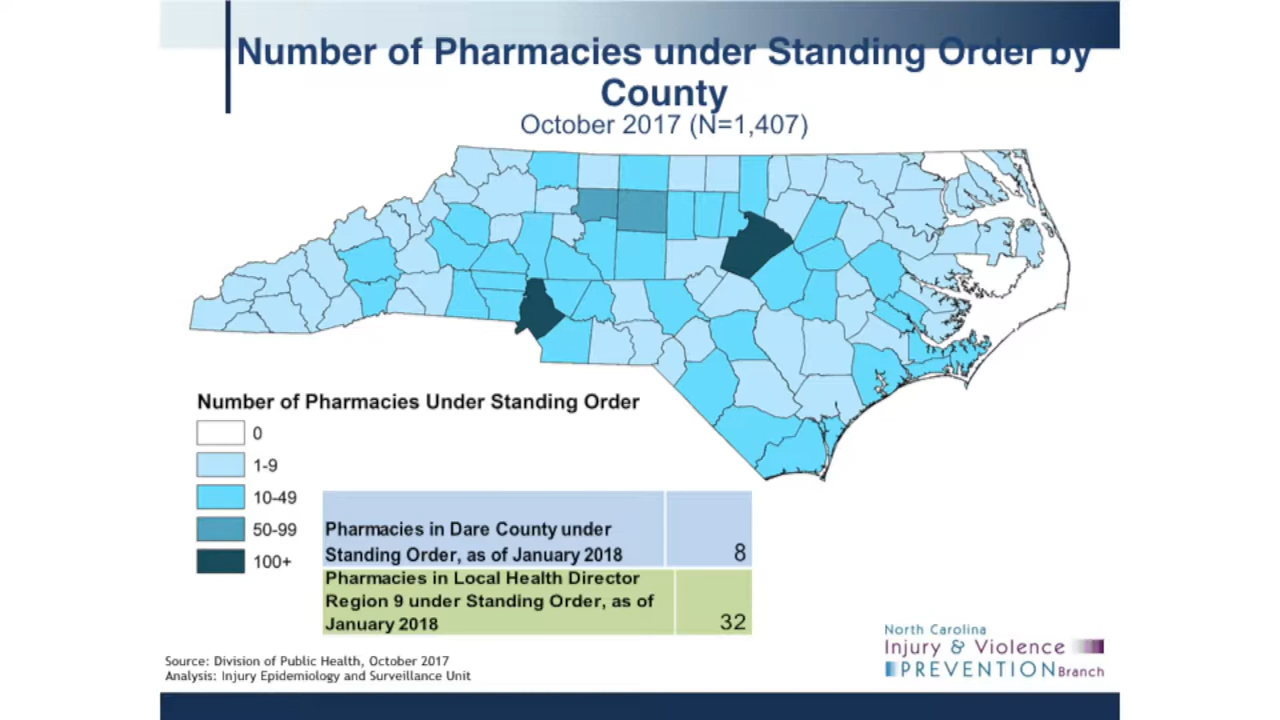 Number of Pharmacies under Standing Order by
County
October 2017 (N=1,407)
Number of Pharmacies Under Standing Order
0
1-9
10-49
50-99
100+
Pharmacies in Dare County under
Standing Order, as of January 2018
8
Pharmacies in Local Health Director
Region 9 under Standing Order, as of
January 2018
32
Source: Division of Public Health, October 2017
Analysis: Injury Epidemiology and Surveillance Unit
North Carolina
Injury & Violence
PREVENTION Branch